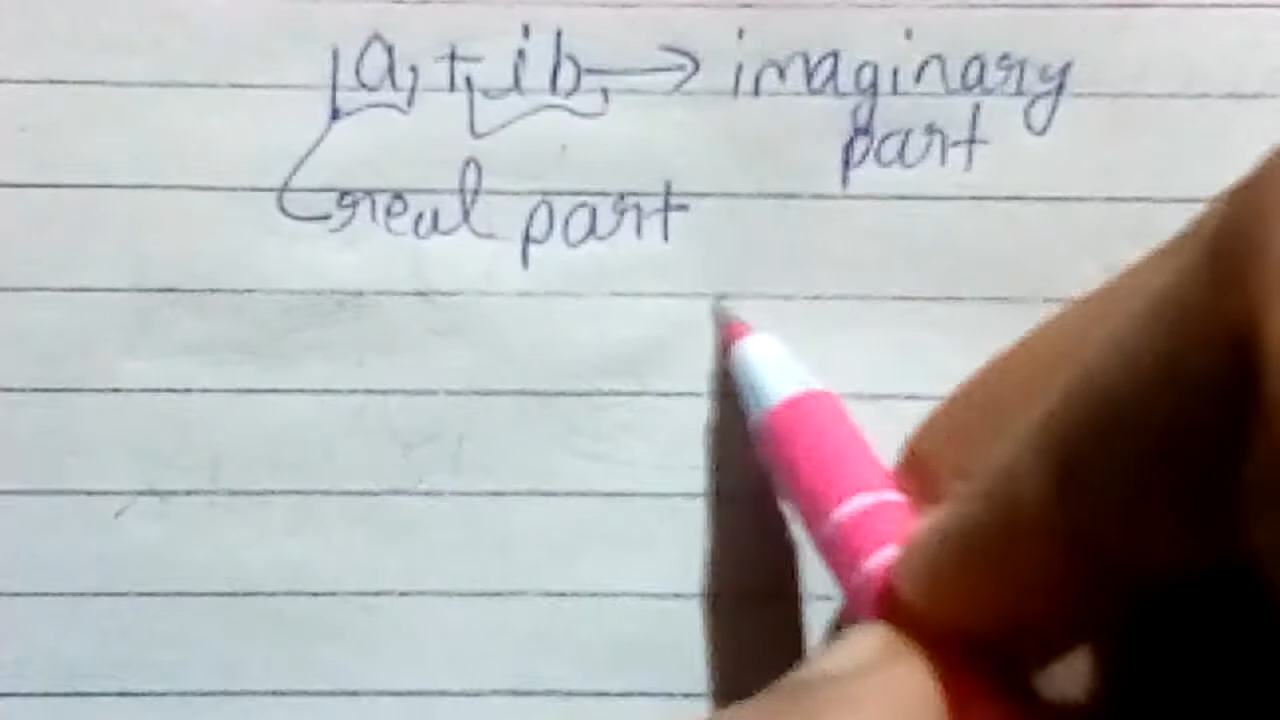 a + ib → imaginary
part
real part